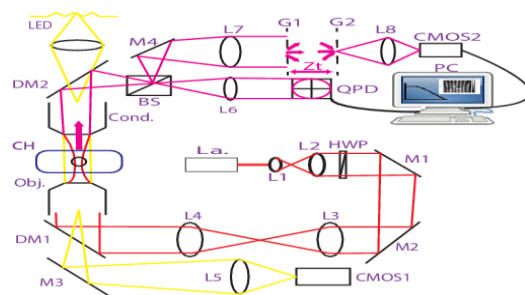 LED
M4
L7
G1
G2
L8
CMOS2
Zt
PC
DM2
BS
L6
QPD
Cond.
CH
La.
L1
L2
HWP
M1
Obj.
L4
L3
DM1
M2
M3
L5
CMOS1